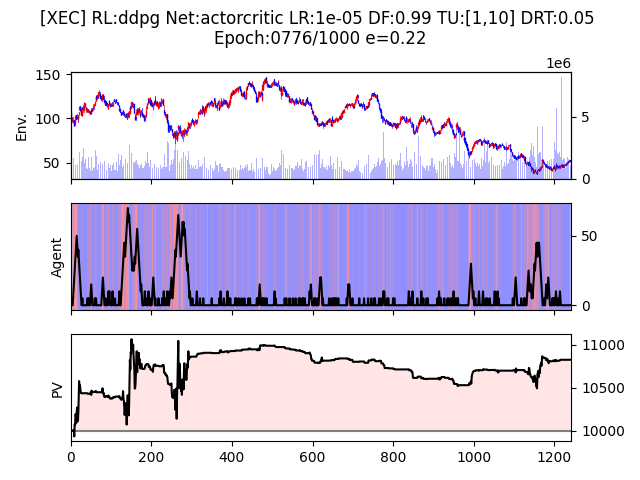 [XEC] RL:ddpg Net:actorcritic LR:1e-05 DF:0.99 TU:[1,10] DRT:0.05
Epoch:0776/1000 e=0.22
1e6
150
100
50
Env.
5
0
Agent
50
0
PV
11000
10500
10000
0
200
400
600
800
1000
1200